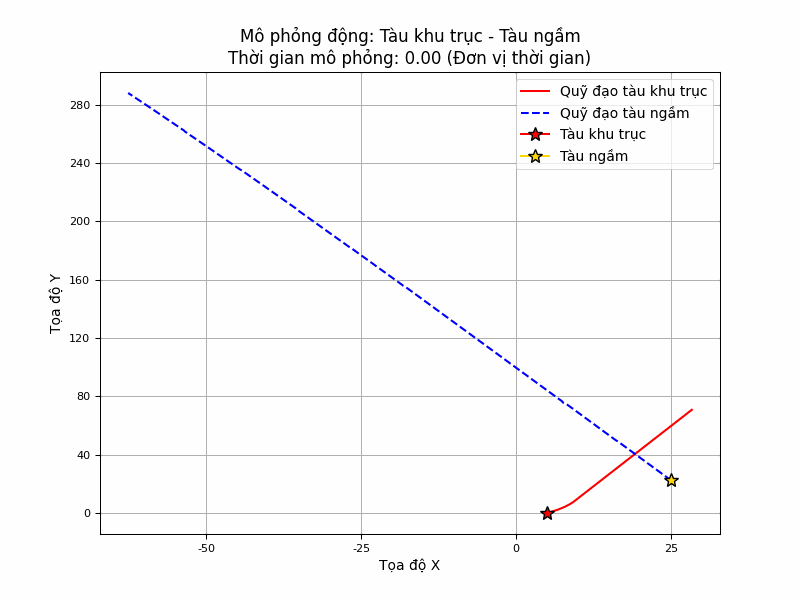 Mô phỏng động: Tàu khu trục - Tàu ngầm
Thời gian mô phỏng: 0.00 (Đơn vị thời gian)
Quỹ đạo tàu khu trục
Quỹ đạo tàu ngầm
Tàu khu trục
Tàu ngầm
Tọa độ Y
280
240
200
160
120
80
40
0
-50
-25
0
25
Tọa độ X